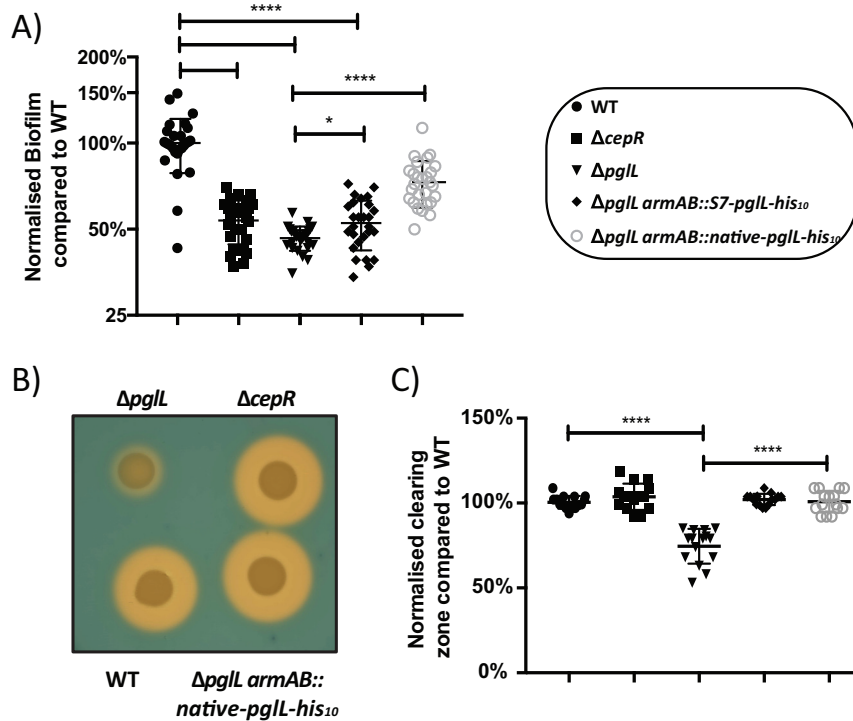 A)
Normalised Biofilm
compared to WT
200%
150%
100%
50%
25
****
****
*
WT
ΔcepR
ΔpglL
ΔpglL armAB::S7-pglL-his10
ΔpglL armAB::native-pglL-his10
B)
ΔpglL
ΔcepR
WT
ΔpglL armAB::
native-pglL-his10
C)
Normalised clearing
zone compared to WT
150%
100%
50%
0%
****
****